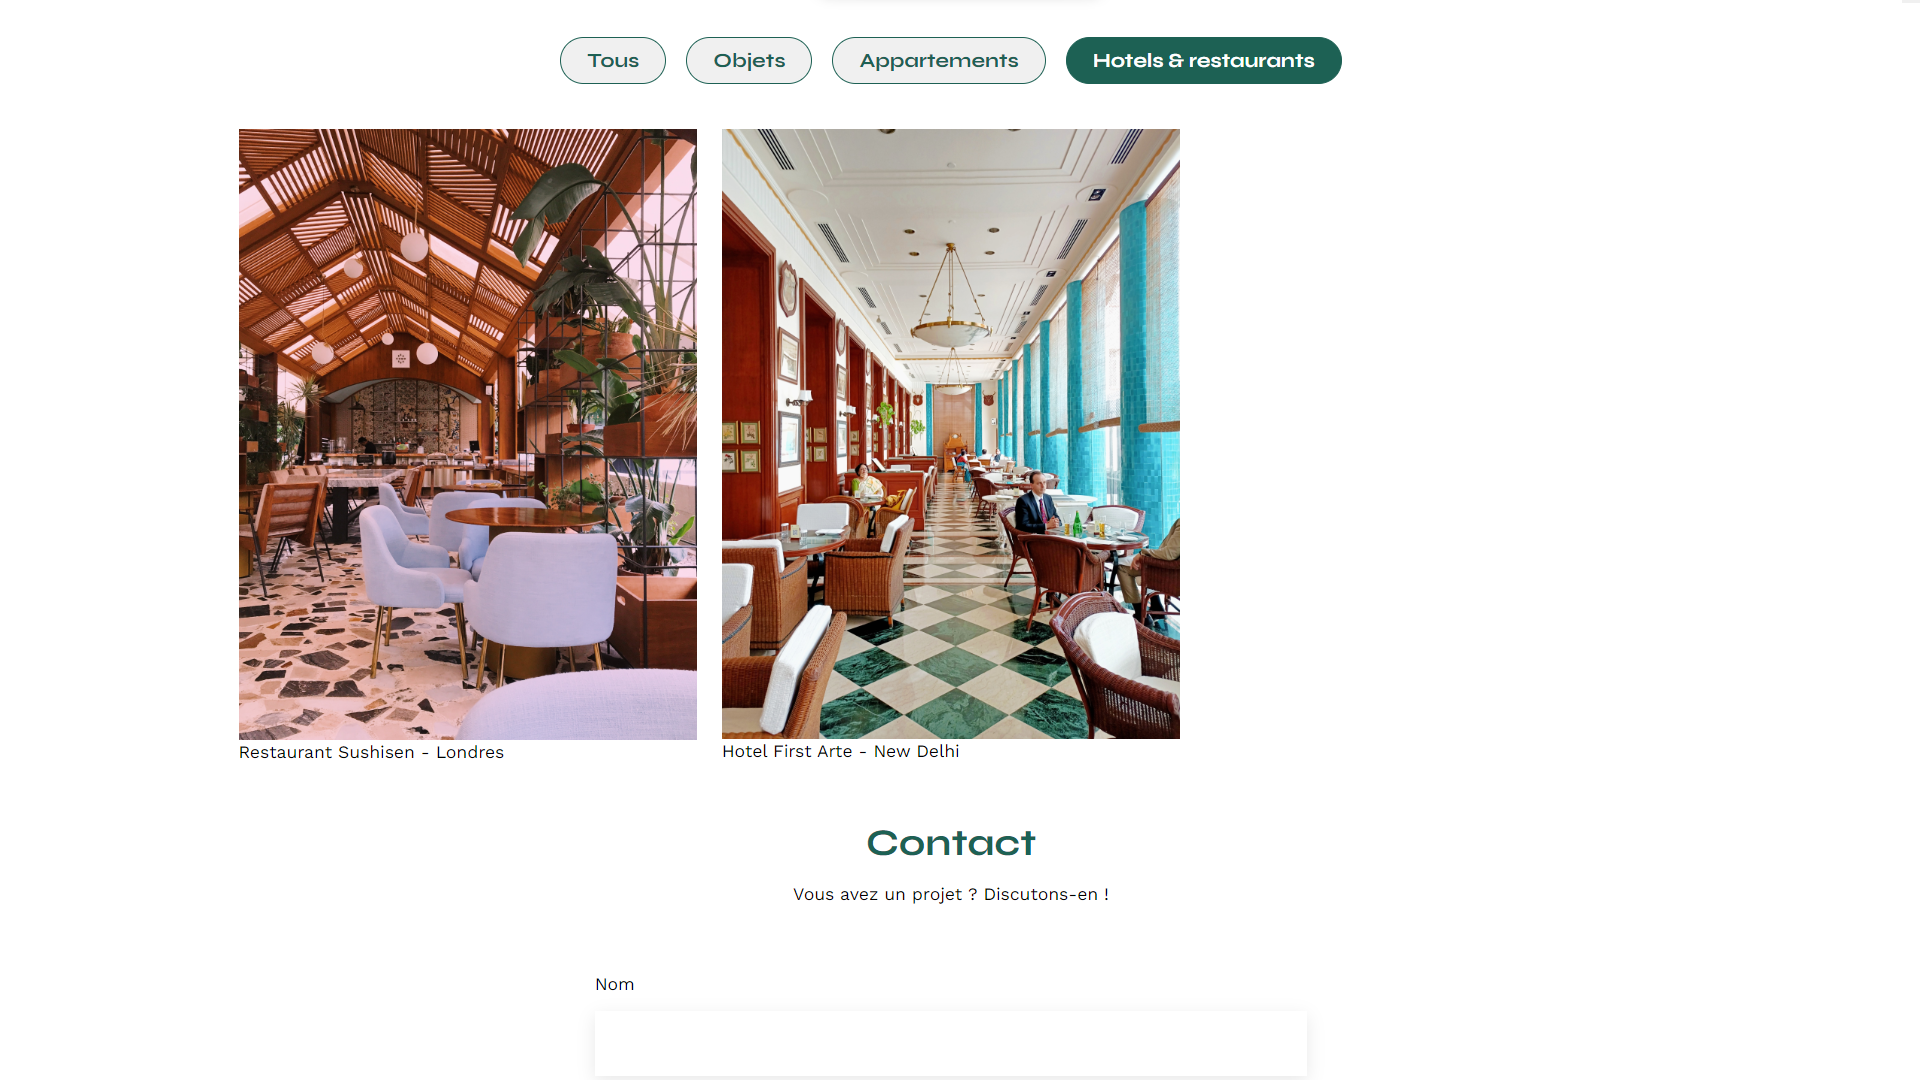 Tous
Objets
Appartements
Hotels & restaurants
Restaurant Sushisen - Londres
Hotel First Arte - New Delhi
Contact
Vous avez un projet ? Discutons-en !
Nom